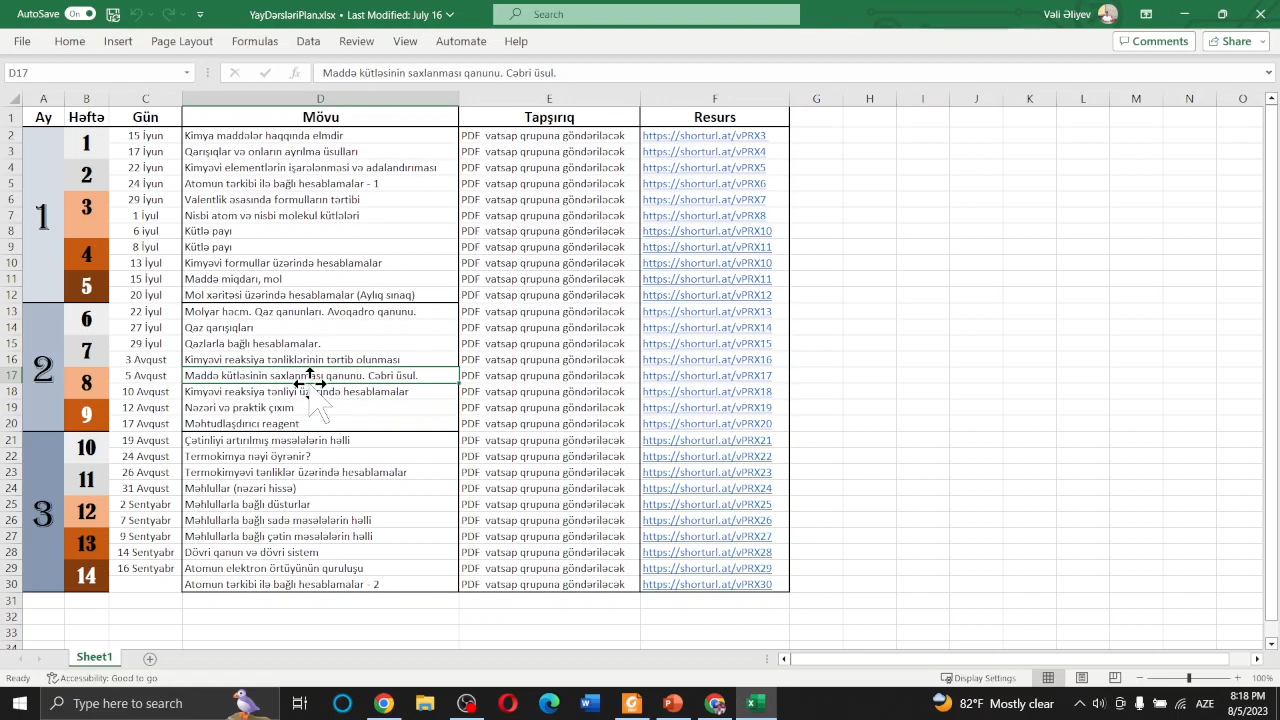 AutoSave On YayDərsləriPlan.xlsx • Last Modified: July 16 Search Vəli Əliyev
File Home Insert Page Layout Formulas Data Review View Automate Help Comments Share
D17 fx Maddə kütləsinin saxlanması qanunu. Cəbri üsul.
A B C D E F G H I J K L M N O
1 Ay Həftə Gün Mövu Tapşırıq Resurs
2 1 15 İyun Kimya maddələr haqqında elmdir PDF vatsap qrupuna göndəriləcək https://shorturl.at/vPRX3
3 17 İyun Qarışıqlar və onların ayrılma üsulları PDF vatsap qrupuna göndəriləcək https://shorturl.at/vPRX4
4 2 22 İyun Kimyəvi elementlərin işarələnməsi və adalandırıması PDF vatsap qrupuna göndəriləcək https://shorturl.at/vPRX5
5 24 İyun Atomun tərkibi ilə bağlı hesablamalar - 1 PDF vatsap qrupuna göndəriləcək https://shorturl.at/vPRX6
6 3 29 İyun Valentlik əsasında formulların tərtibi PDF vatsap qrupuna göndəriləcək https://shorturl.at/vPRX7
7 1 1 İyul Nisbi atom və nisbi molekul kütləları PDF vatsap qrupuna göndəriləcək https://shorturl.at/vPRX8
8 6 iyul Kütlə payı PDF vatsap qrupuna göndəriləcək https://shorturl.at/vPRX10
9 4 8 İyul Kütlə payı PDF vatsap qrupuna göndəriləcək https://shorturl.at/vPRX11
10 13 İyul Kimyəvi formullar üzərində hesablamalar PDF vatsap qrupuna göndəriləcək https://shorturl.at/vPRX10
11 5 15 İyul Maddə miqdarı, mol PDF vatsap qrupuna göndəriləcək https://shorturl.at/vPRX11
12 20 İyul Mol xəritəsi üzərində hesablamalar (Aylıq sınaq) PDF vatsap qrupuna göndəriləcək https://shorturl.at/vPRX12
13 6 22 İyul Molyar həcm. Qaz qanunları. Avoqadro qanunu. PDF vatsap qrupuna göndəriləcək https://shorturl.at/vPRX13
14 27 İyul Qaz qarışıqları PDF vatsap qrupuna göndəriləcək https://shorturl.at/vPRX14
15 7 29 İyul Qazlarla bağlı hesablamalar. PDF vatsap qrupuna göndəriləcək https://shorturl.at/vPRX15
16 2 3 Avqust Kimyəvi reaksiya tənliklərinin tərtib olunması PDF vatsap qrupuna göndəriləcək https://shorturl.at/vPRX16
17 8 5 Avqust Maddə kütləsinin saxlanması qanunu. Cəbri üsul. PDF vatsap qrupuna göndəriləcək https://shorturl.at/vPRX17
18 10 Avqust Kimyəvi reaksiya tənliyi üzərində hesablamalar PDF vatsap qrupuna göndəriləcək https://shorturl.at/vPRX18
19 9 12 Avqust Nəzəri və praktik çıxım PDF vatsap qrupuna göndəriləcək https://shorturl.at/vPRX19
20 17 Avqust Məhtudlaşdırıcı reagent PDF vatsap qrupuna göndəriləcək https://shorturl.at/vPRX20
21 10 19 Avqust Çətinliyi artırılmış məsələlərin həlli PDF vatsap qrupuna göndəriləcək https://shorturl.at/vPRX21
22 24 Avqust Termokimya nəyi öyrənir? PDF vatsap qrupuna göndəriləcək https://shorturl.at/vPRX22
23 11 26 Avqust Termokimyəvi tənliklər üzərində hesablamalar PDF vatsap qrupuna göndəriləcək https://shorturl.at/vPRX23
24 31 Avqust Məhlullar (nəzəri hissə) PDF vatsap qrupuna göndəriləcək https://shorturl.at/vPRX24
25 3 12 2 Sentyabr Məhlullarla bağlı düsturlar PDF vatsap qrupuna göndəriləcək https://shorturl.at/vPRX25
26 7 Sentyabr Məhlullarla bağlı sadə məsələlərin həlli PDF vatsap qrupuna göndəriləcək https://shorturl.at/vPRX26
27 13 9 Sentyabr Məhlullarla bağlı çətin məsələlərin həlli PDF vatsap qrupuna göndəriləcək https://shorturl.at/vPRX27
28 14 Sentyabr Dövri qanun və dövri sistem PDF vatsap qrupuna göndəriləcək https://shorturl.at/vPRX28
29 14 16 Sentyabr Atomun elektron örtüyünün quruluşu PDF vatsap qrupuna göndəriləcək https://shorturl.at/vPRX29
30 Atomun tərkibi ilə bağlı hesablamalar - 2 PDF vatsap qrupuna göndəriləcək https://shorturl.at/vPRX30
31
32
33
34
Sheet1
Ready Accessibility: Good to go Display Settings 100%
Type here to search 82°F Mostly clear AZE 8:18 PM
8/5/2023